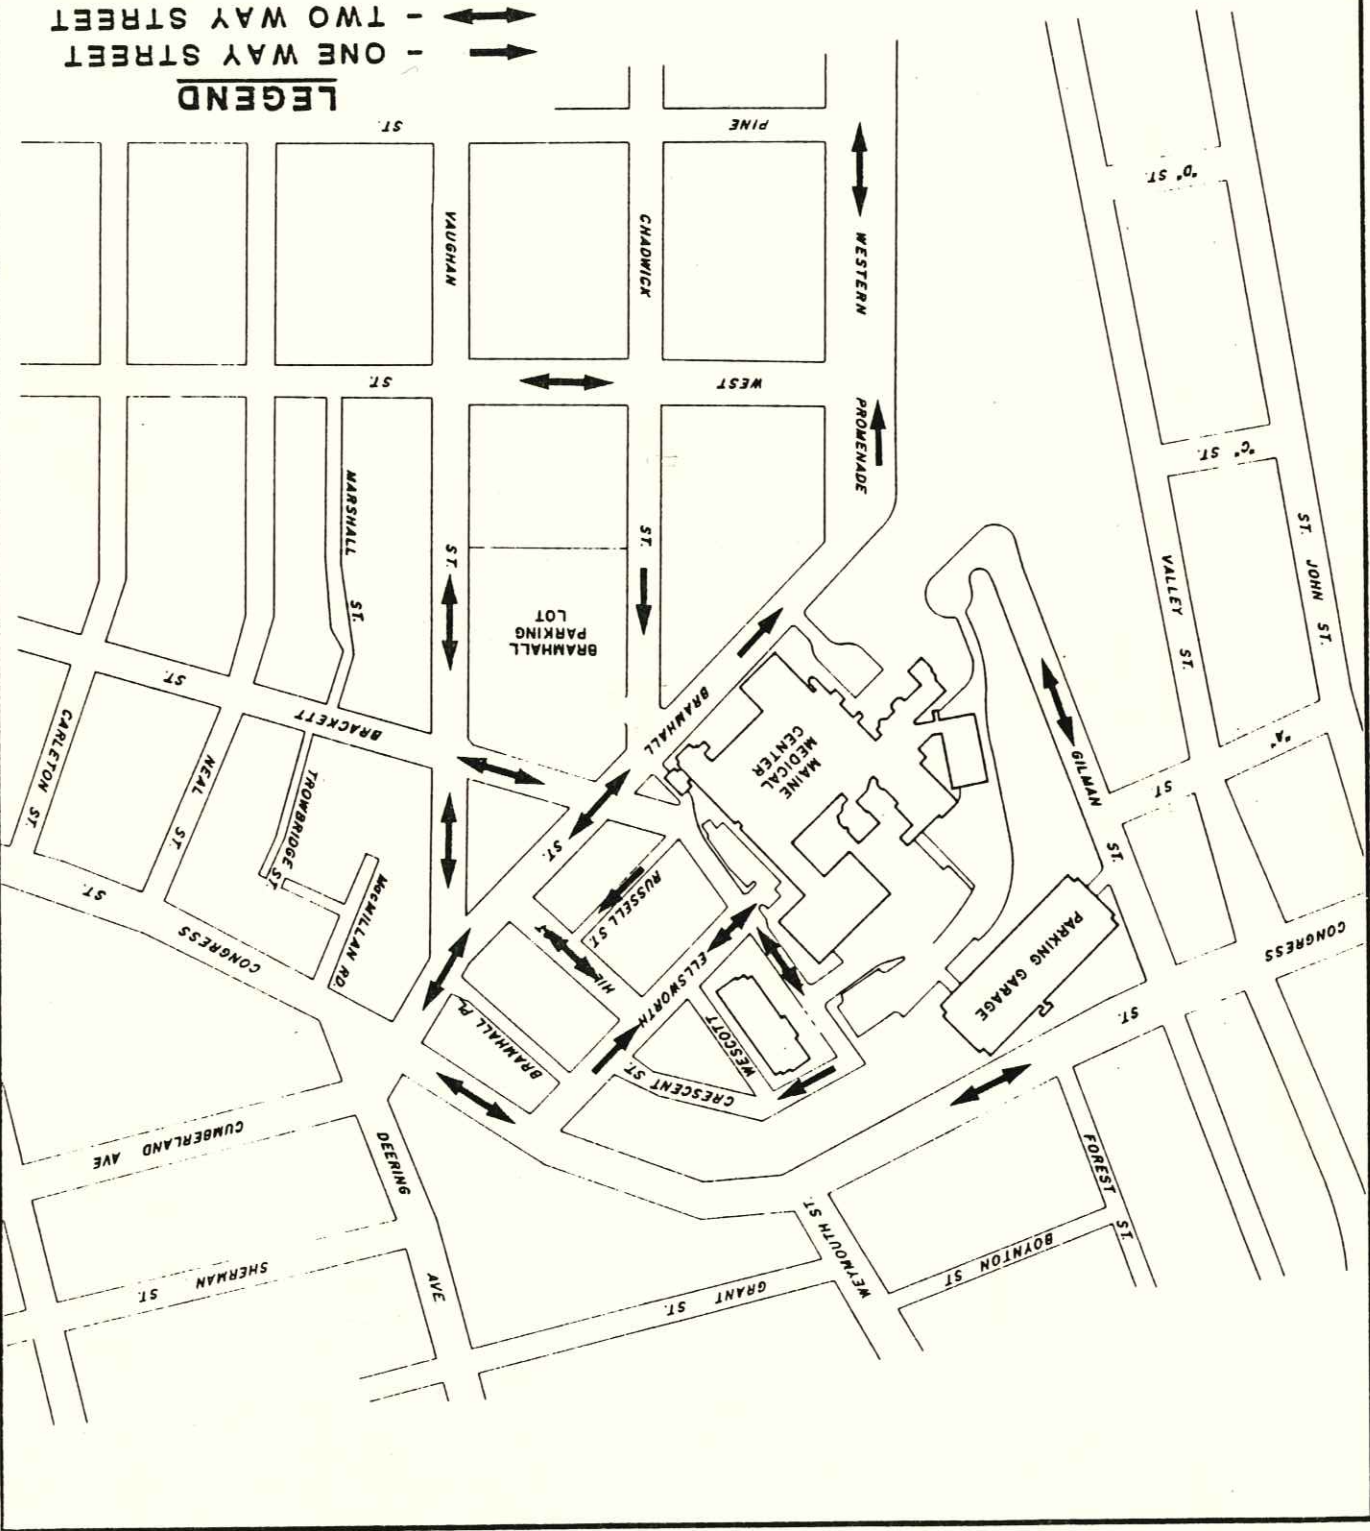 BOYNTON ST
GRANT ST.
WEYMOUTH ST
FOREST ST.
SHERMAN ST.
AVE
DEERING
CUMBERLAND AVE
CONGRESS ST.
CRESCENT ST.
BRAMHALL PL
WESCOTT
ELLSWORTH
RUSSELL ST.
PARKING GARAGE
GILMAN ST.
"A" ST
CONGRESS ST.
McMILLAN RD.
TROWBRIDGE ST.
NEAL ST
CARLETON ST.
BRACKETT ST.
MAINE
MEDICAL
CENTER
BRAMHALL ST.
BRAMHALL
PARKING
LOT
MARSHALL ST.
VALLEY ST.
ST. JOHN ST.
"C" ST.
WESTERN PROMENADE
WEST ST.
CHADWICK ST.
VAUGHAN ST.
"D" ST.
PINE ST.
LEGEND
- ONE WAY STREET
- TWO WAY STREET